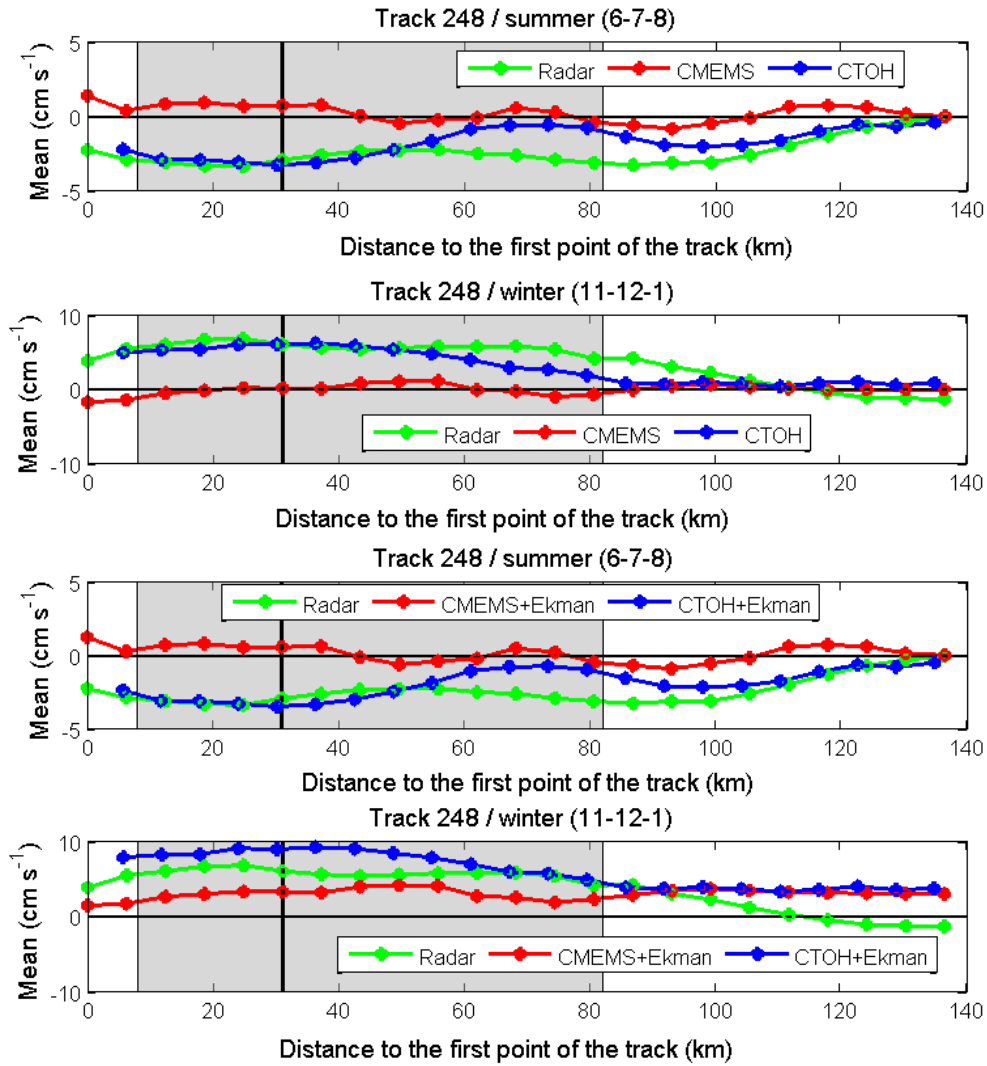 Track 248 / summer (6-7-8)
5
0
-5
Mean (cm s⁻¹)
Radar CMEMS CTOH
0 20 40 60 80 100 120 140
Distance to the first point of the track (km)
Track 248 / winter (11-12-1)
10
0
-10
Mean (cm s⁻¹)
Radar CMEMS CTOH
0 20 40 60 80 100 120 140
Distance to the first point of the track (km)
Track 248 / summer (6-7-8)
5
0
-5
Mean (cm s⁻¹)
Radar CMEMS+Ekman CTOH+Ekman
0 20 40 60 80 100 120 140
Distance to the first point of the track (km)
Track 248 / winter (11-12-1)
10
0
-10
Mean (cm s⁻¹)
Radar CMEMS+Ekman CTOH+Ekman
0 20 40 60 80 100 120 140
Distance to the first point of the track (km)